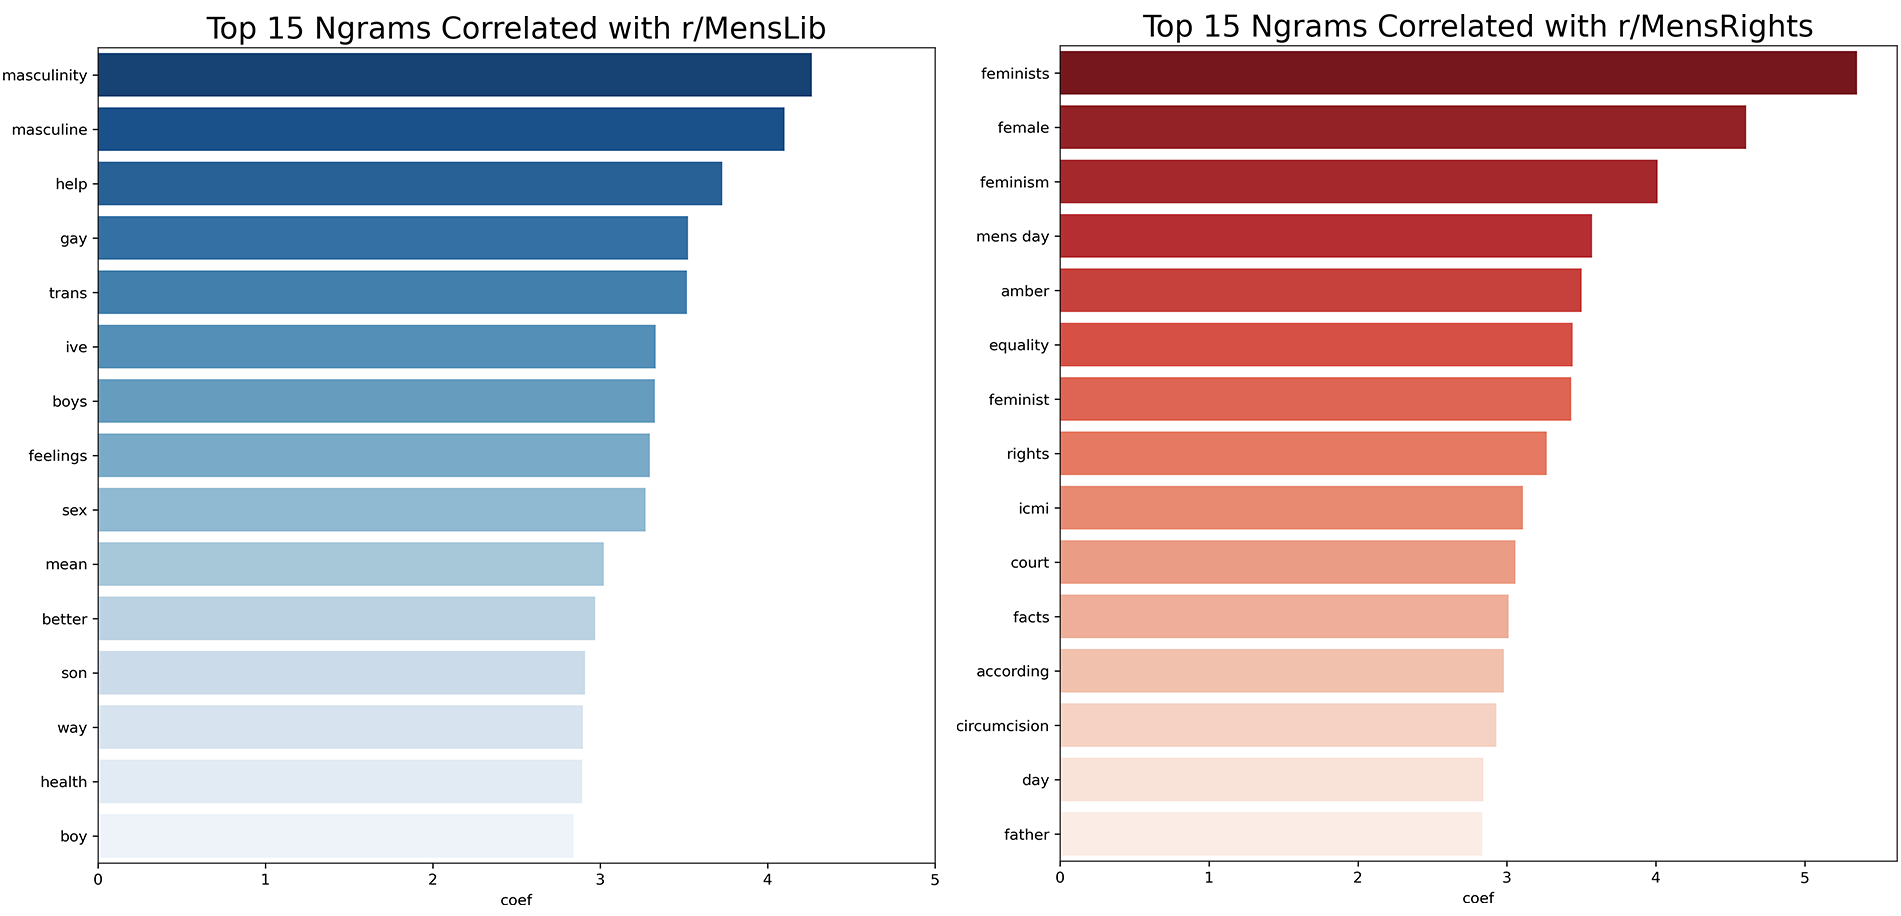 Top 15 Ngrams Correlated with r/MensLib
masculinity
masculine
help
gay
trans
ive
boys
feelings
sex
mean
better
son
way
health
boy
0 1 2 3 4 5
coef
Top 15 Ngrams Correlated with r/MensRights
feminists
female
feminism
mens day
amber
equality
feminist
rights
icmi
court
facts
according
circumcision
day
father
0 1 2 3 4 5
coef